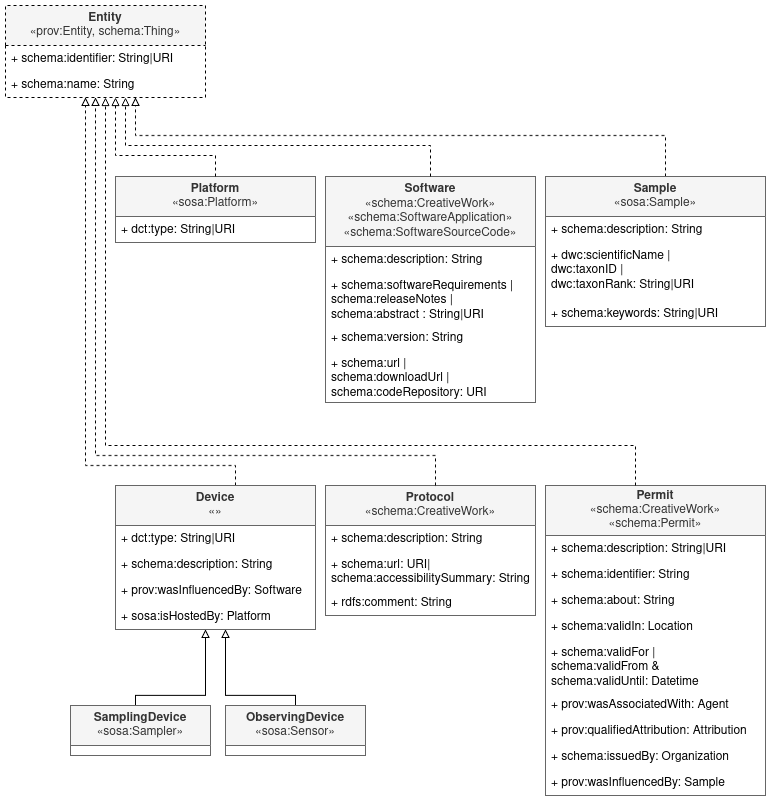 Entity
«prov:Entity, schema:Thing»
+ schema:identifier: String|URI
+ schema:name: String
Platform
«sosa:Platform»
+ dct:type: String|URI
Software
«schema:CreativeWork»
«schema:SoftwareApplication»
«schema:SoftwareSourceCode»
+ schema:description: String
+ schema:softwareRequirements |
schema:releaseNotes |
schema:abstract : String|URI
+ schema:version: String
+ schema:url |
schema:downloadUrl |
schema:codeRepository: URI
Sample
«sosa:Sample»
+ schema:description: String
+ dwc:scientificName |
dwc:taxonID |
dwc:taxonRank: String|URI
+ schema:keywords: String|URI
Device
«»
+ dct:type: String|URI
+ schema:description: String
+ prov:wasInfluencedBy: Software
+ sosa:isHostedBy: Platform
Protocol
«schema:CreativeWork»
+ schema:description: String
+ schema:url: URI|
schema:accessibilitySummary: String
+ rdfs:comment: String
Permit
«schema:CreativeWork»
«schema:Permit»
+ schema:description: String|URI
+ schema:identifier: String
+ schema:about: String
+ schema:validIn: Location
+ schema:validFor |
schema:validFrom &
schema:validUntil: Datetime
+ prov:wasAssociatedWith: Agent
+ prov:qualifiedAttribution: Attribution
+ schema:issuedBy: Organization
+ prov:wasInfluencedBy: Sample
SamplingDevice
«sosa:Sampler»
ObservingDevice
«sosa:Sensor»